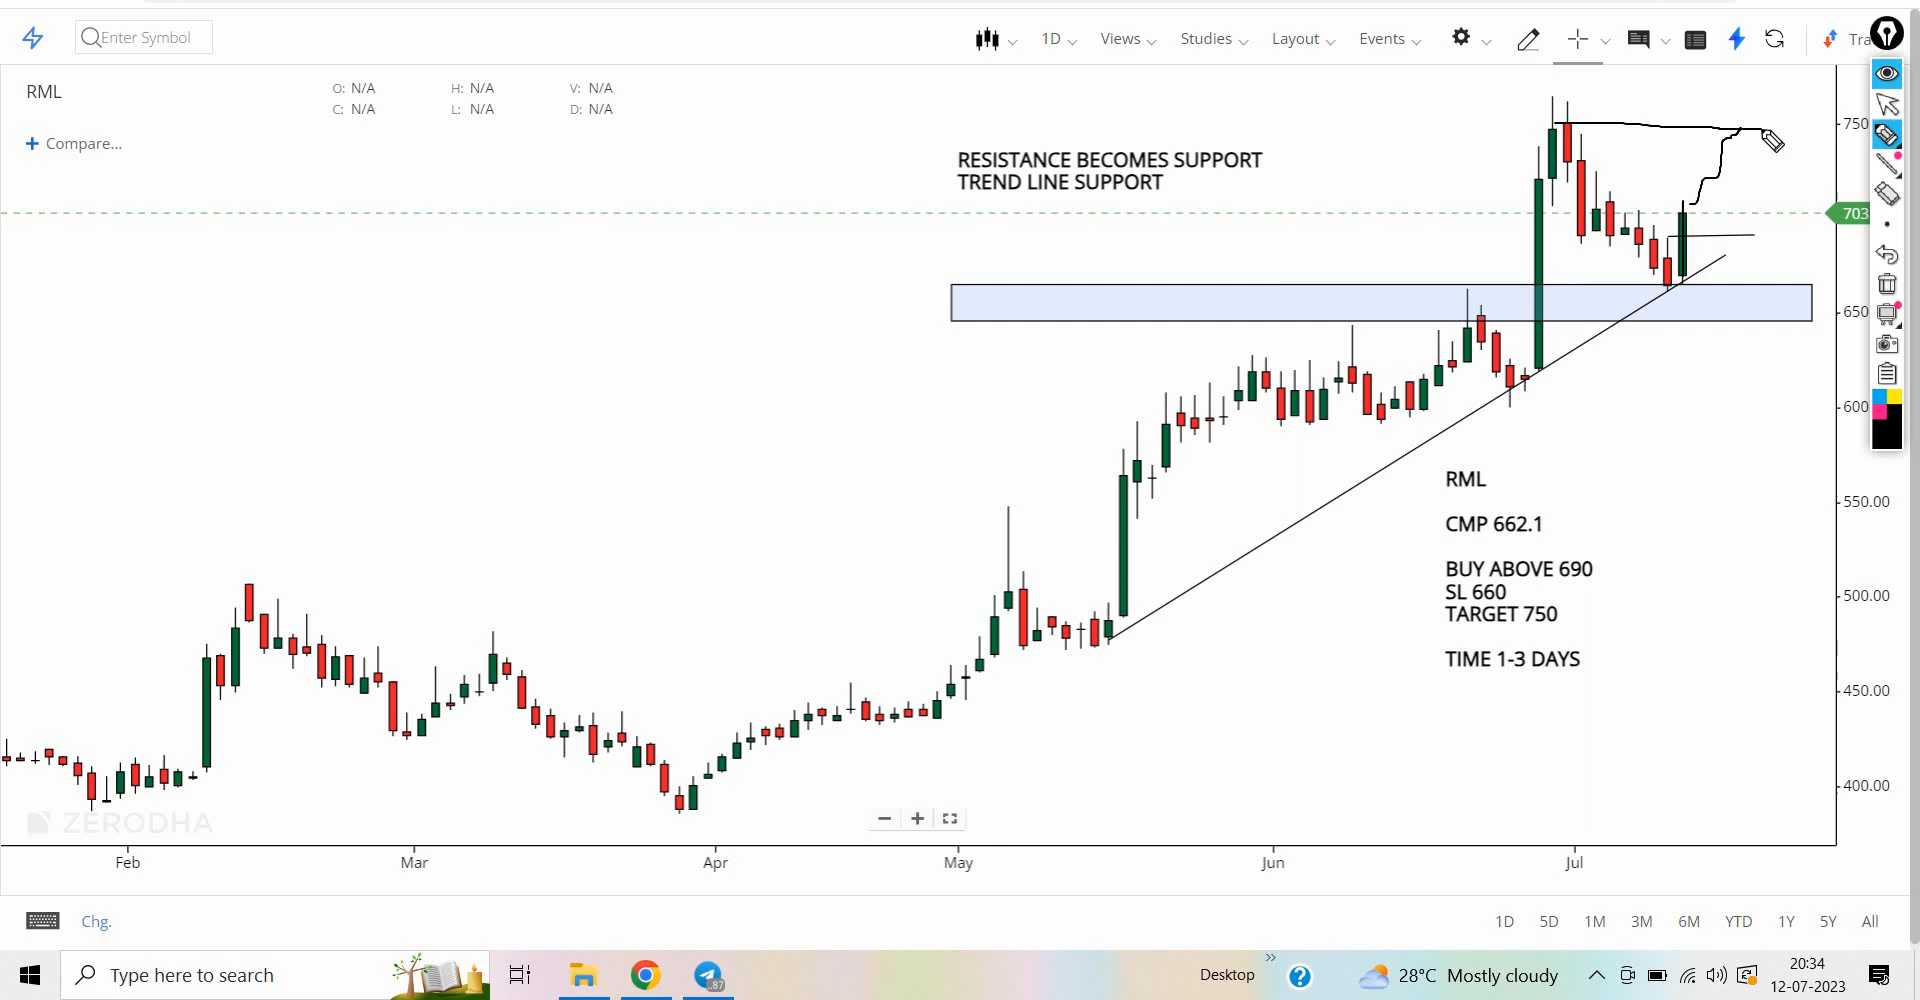 Enter Symbol
1D
Views
Studies
Layout
Events
Tra
RML
O: N/A H: N/A V: N/A
C: N/A L: N/A D: N/A
+ Compare...
RESISTANCE BECOMES SUPPORT
TREND LINE SUPPORT
750
703
650
600
550.00
500.00
450.00
400.00
RML
CMP 662.1
BUY ABOVE 690
SL 660
TARGET 750
TIME 1-3 DAYS
ZERODHA
Feb Mar Apr May Jun Jul
Chg.
1D 5D 1M 3M 6M YTD 1Y 5Y All
Type here to search
.87
Desktop
28°C Mostly cloudy
20:34
12-07-2023